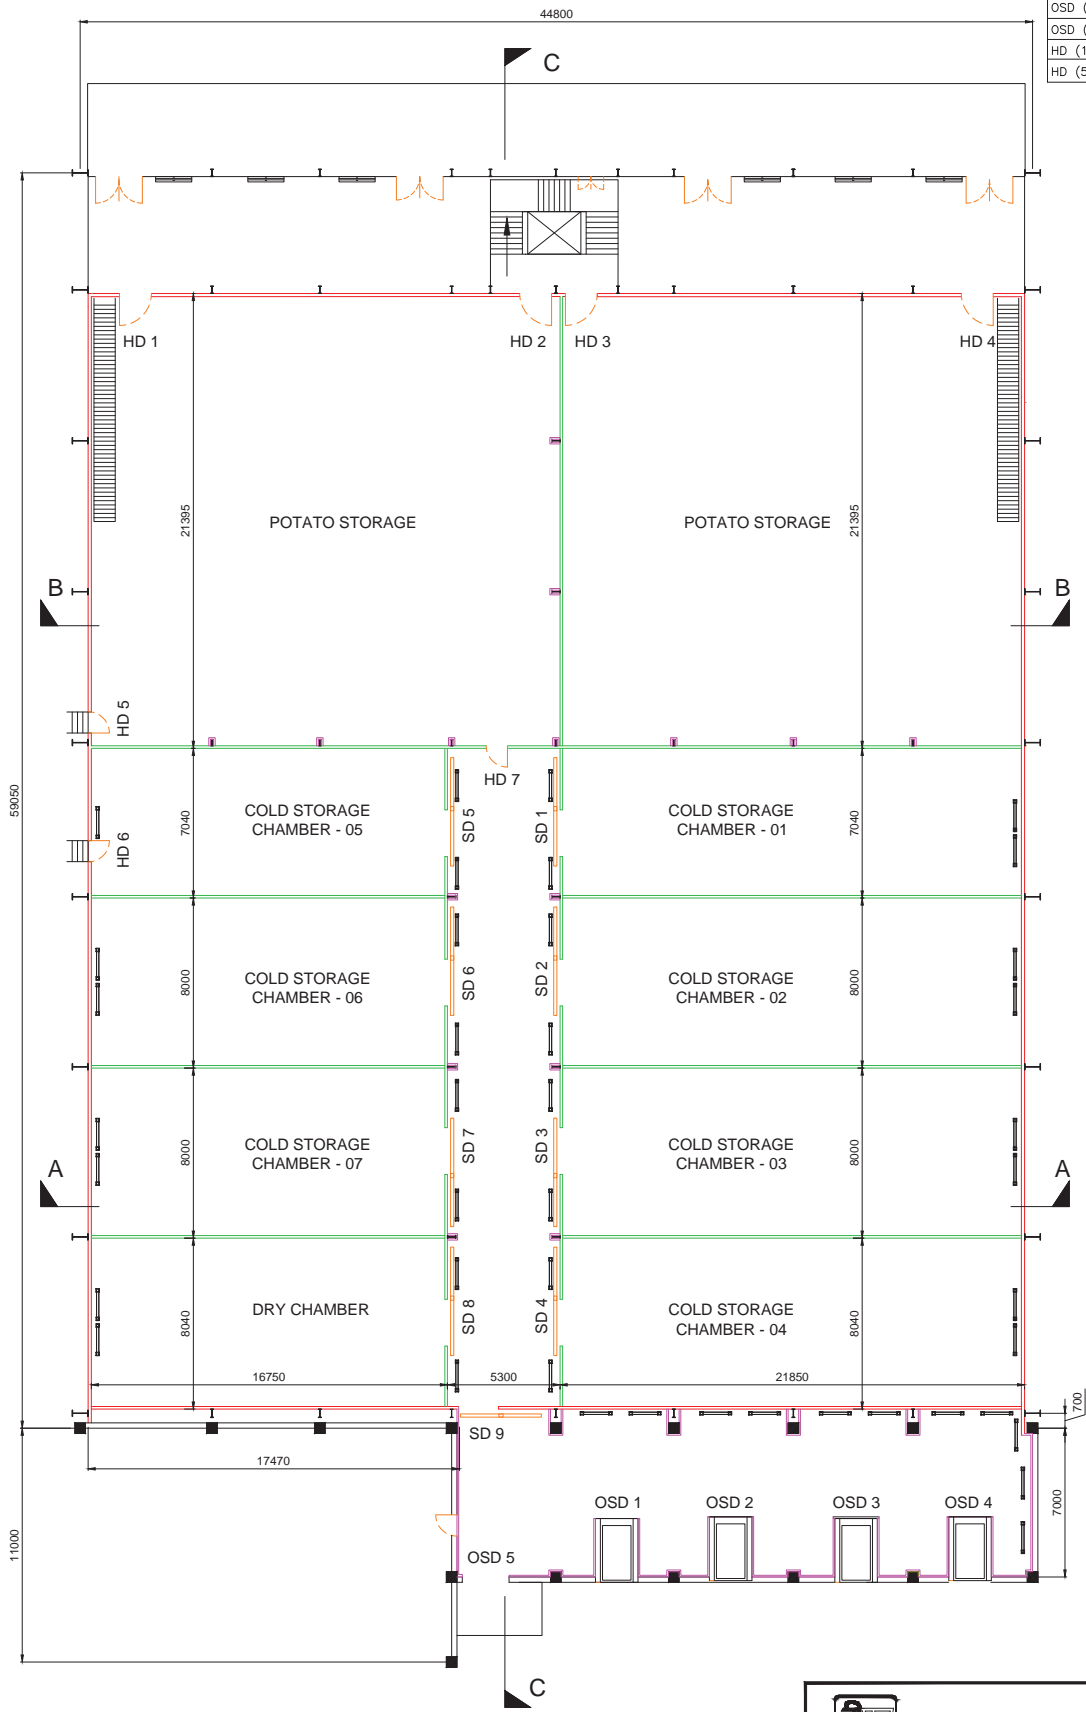 44800
OSD (
OSD (
HD (1
HD (5
C
HD 1
HD 2
HD 3
HD 4
21395
POTATO STORAGE
POTATO STORAGE
21395
B
B
HD 5
HD 7
59050
7040
COLD STORAGE
CHAMBER - 05
SD 5
SD 1
COLD STORAGE
CHAMBER - 01
7040
HD 6
8000
COLD STORAGE
CHAMBER - 06
SD 6
SD 2
COLD STORAGE
CHAMBER - 02
8000
8000
COLD STORAGE
CHAMBER - 07
SD 7
SD 3
COLD STORAGE
CHAMBER - 03
8000
A
A
8040
DRY CHAMBER
SD 8
SD 4
COLD STORAGE
CHAMBER - 04
8040
16750
5300
21850
700
SD 9
17470
11000
OSD 1
OSD 2
OSD 3
OSD 4
7000
OSD 5
C